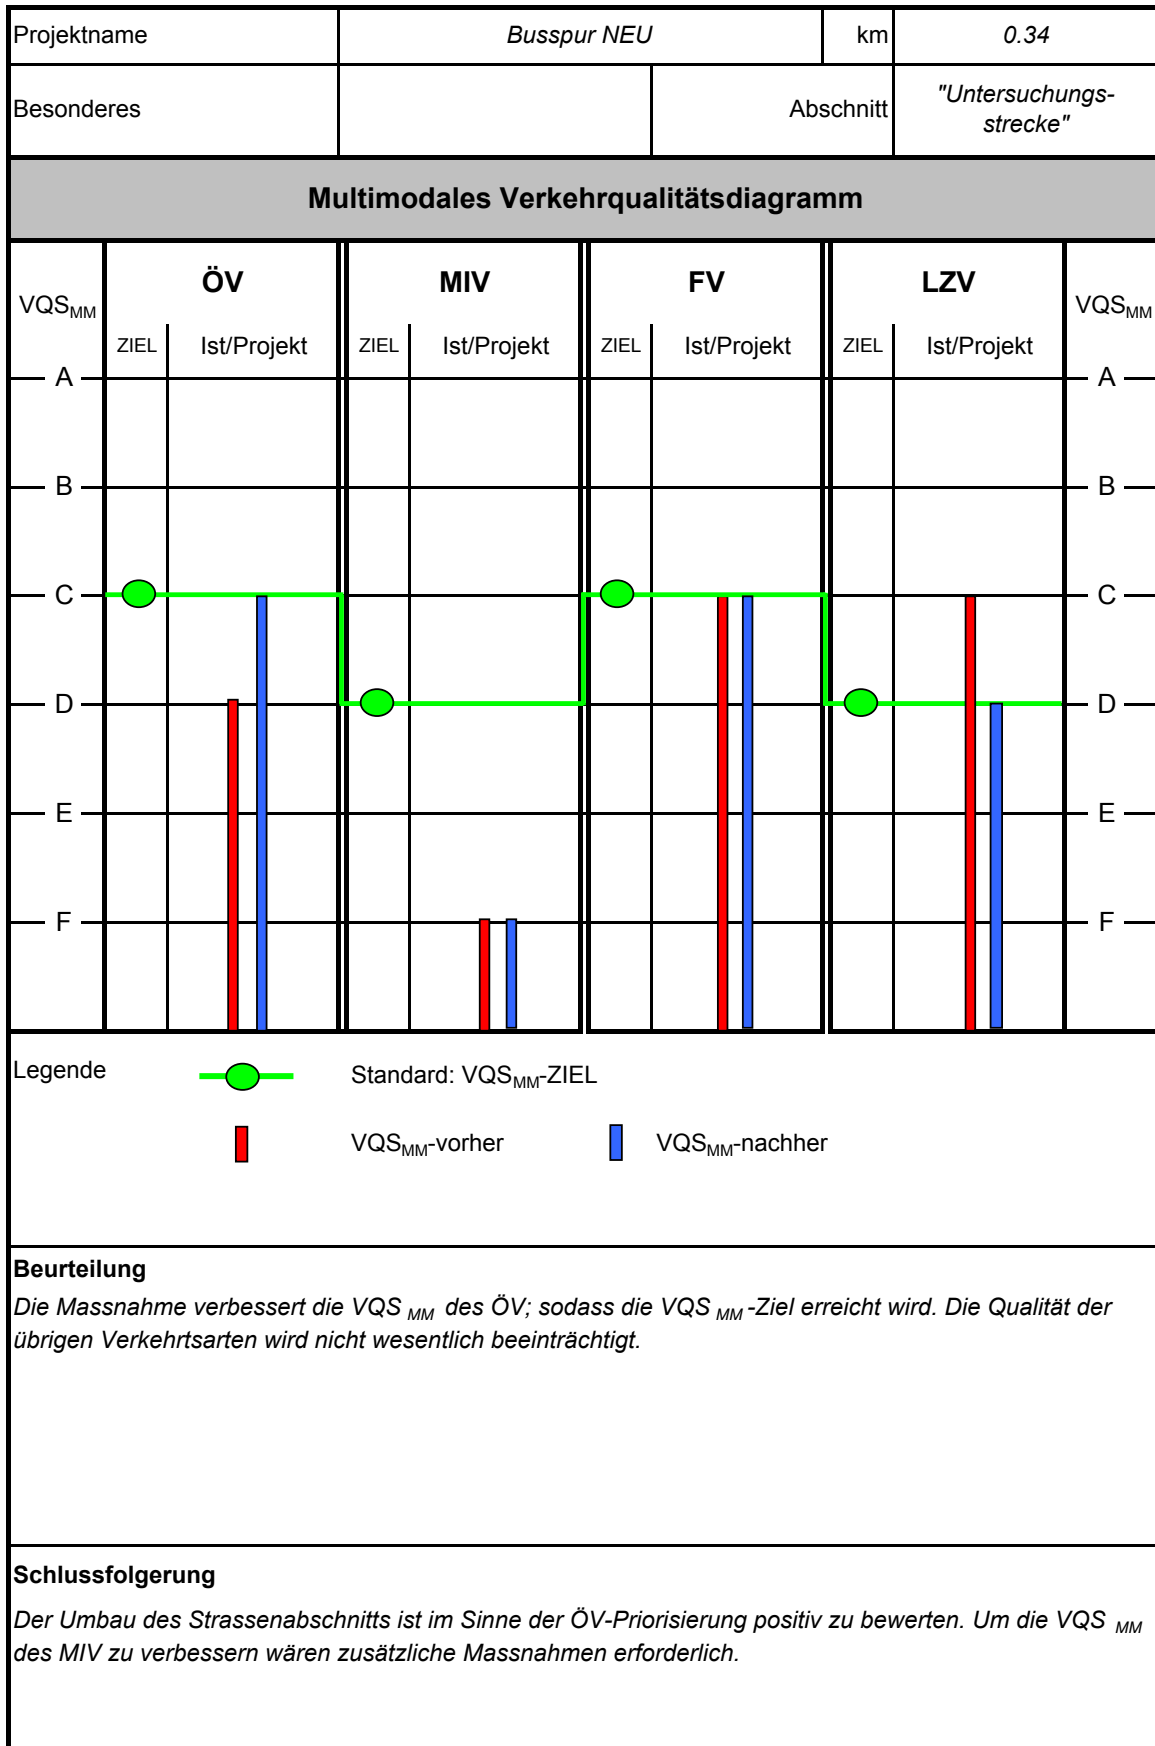 Projektname Busspur NEU km 0.34
Besonderes Abschnitt "Untersuchungs-
strecke"
Multimodales Verkehrqualitätsdiagramm
VQSMM ÖV MIV FV LZV VQSMM
ZIEL Ist/Projekt ZIEL Ist/Projekt ZIEL Ist/Projekt ZIEL Ist/Projekt
A A
B B
C C
D D
E E
F F
Legende Standard: VQSMM-ZIEL
VQSMM-vorher VQSMM-nachher
Beurteilung
Die Massnahme verbessert die VQS MM des ÖV; sodass die VQS MM -Ziel erreicht wird. Die Qualität der
übrigen Verkehrtsarten wird nicht wesentlich beeinträchtigt.
Schlussfolgerung
Der Umbau des Strassenabschnitts ist im Sinne der ÖV-Priorisierung positiv zu bewerten. Um die VQS MM
des MIV zu verbessern wären zusätzliche Massnahmen erforderlich.